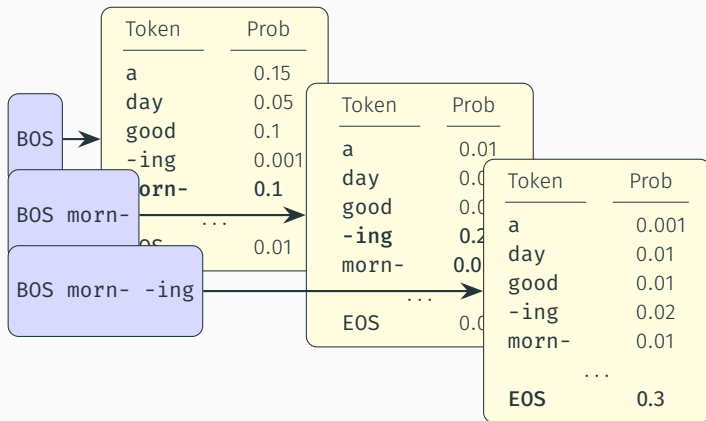 Token Prob
a 0.15
day 0.05
good 0.1
-ing 0.001
morn- 0.1
...
EOS 0.01
BOS
BOS morn-
BOS morn- -ing
Token Prob
a 0.01
day
good
-ing
morn-
...
EOS
Token Prob
a 0.001
day 0.01
good 0.01
-ing 0.02
morn- 0.01
...
EOS 0.3